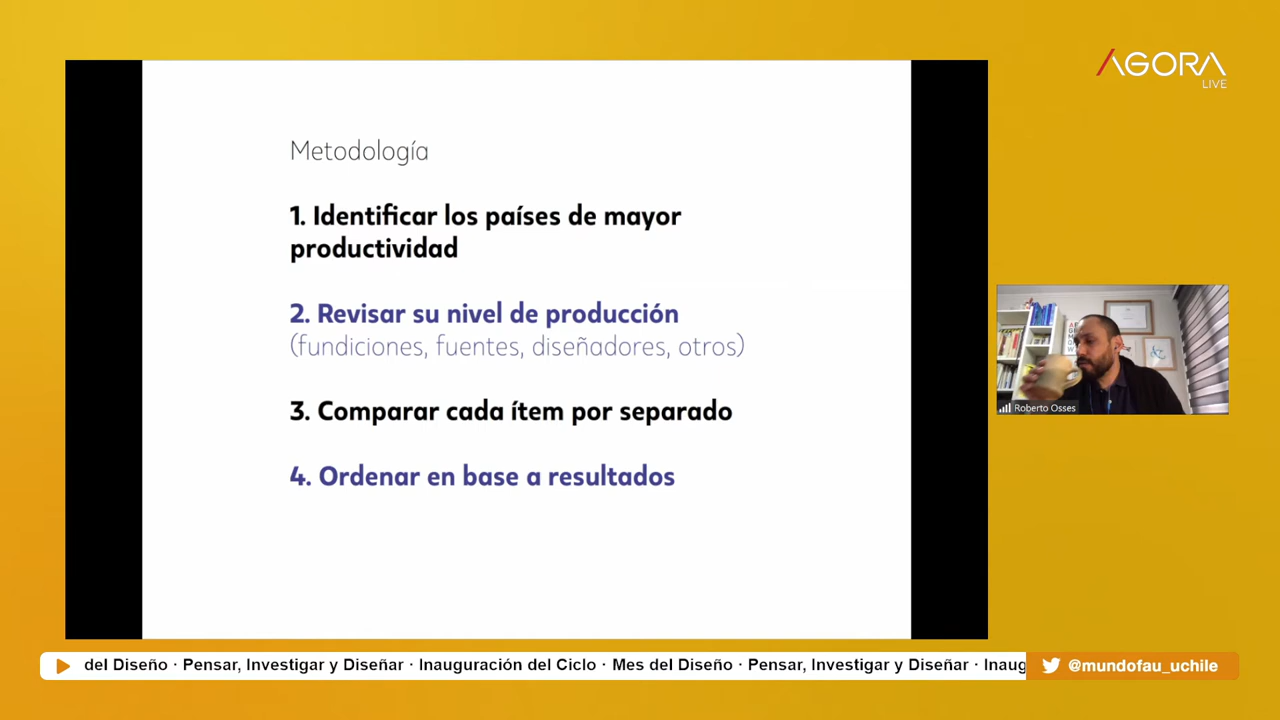 AGORA
LIVE
Metodología
1. Identificar los países de mayor
productividad
2. Revisar su nivel de producción
(fundiciones, fuentes, diseñadores, otros)
3. Comparar cada ítem por separado
4. Ordenar en base a resultados
Roberto Osses
del Diseño · Pensar, Investigar y Diseñar · Inauguración del Ciclo · Mes del Diseño · Pensar, Investigar y Diseñar · Inaug
@mundofau_uchile